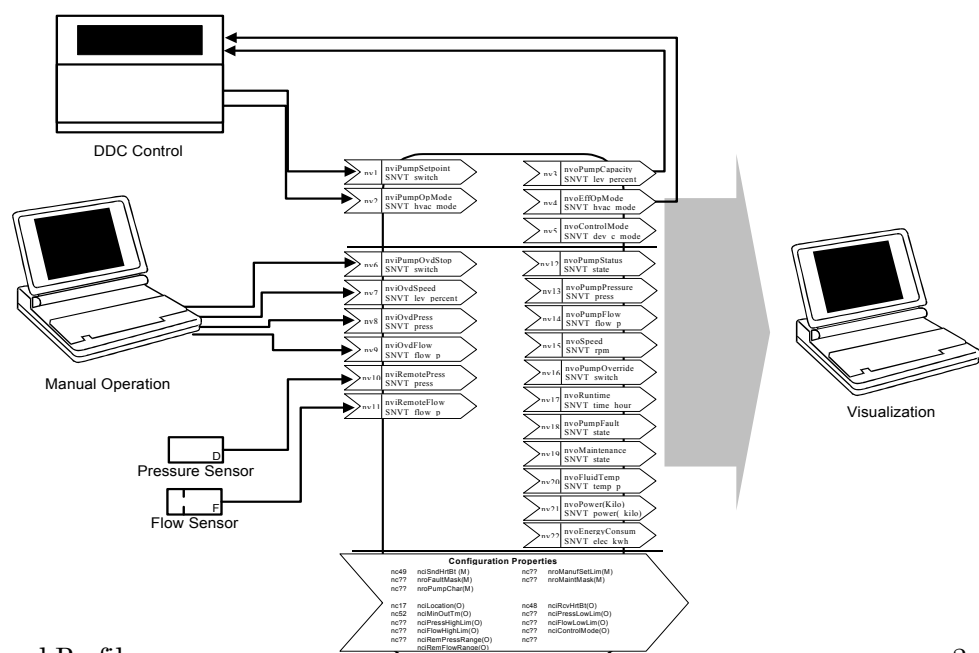 DDC Control
nv1 nviPumpSetpoint
SNVT switch
nv2 nviPumpOpMode
SNVT hvac mode
nv3 nvoPumpCapacity
SNVT lev percent
nv4 nvoEffOpMode
SNVT hvac mode
nv5 nvoControlMode
SNVT dev c mode
Manual Operation
nv6 nviPumpOvdStop
SNVT switch
nv7 nviOvdSpeed
SNVT lev percent
nv8 nviOvdPress
SNVT press
nv9 nviOvdFlow
SNVT flow p
nv10 nviRemotePress
SNVT press
nv11 nviRemoteFlow
SNVT flow p
nv12 nvoPumpStatus
SNVT state
nv13 nvoPumpPressure
SNVT press
nv14 nvoPumpFlow
SNVT flow p
nv15 nvoSpeed
SNVT rpm
nv16 nvoPumpOverride
SNVT switch
nv17 nvoRuntime
SNVT time hour
nv18 nvoPumpFault
SNVT state
nv19 nvoMaintenance
SNVT state
nv20 nvoFluidTemp
SNVT temp p
nv21 nvoPower(Kilo)
SNVT power( kilo)
nv22 nvoEnergyConsum
SNVT elec kwh
Visualization
D
Pressure Sensor
F
Flow Sensor
Configuration Properties
nc49 nciSndHrtBt (M) nc?? nroManufSetLim(M)
nc?? nroFaultMask(M) nc?? nroMaintMask(M)
nc?? nroPumpChar(M)
nc17 nciLocation(O) nc48 nciRcvHrtBt(O)
nc52 nciMinOutTm(O) nc?? nciPressLowLim(O)
nc?? nciPressHighLim(O) nc?? nciFlowLowLim(O)
nc?? nciFlowHighLim(O) nc?? nciControlMode(O)
nc?? nciRemPressRange(O) nc??
nciRemFlowRange(O)